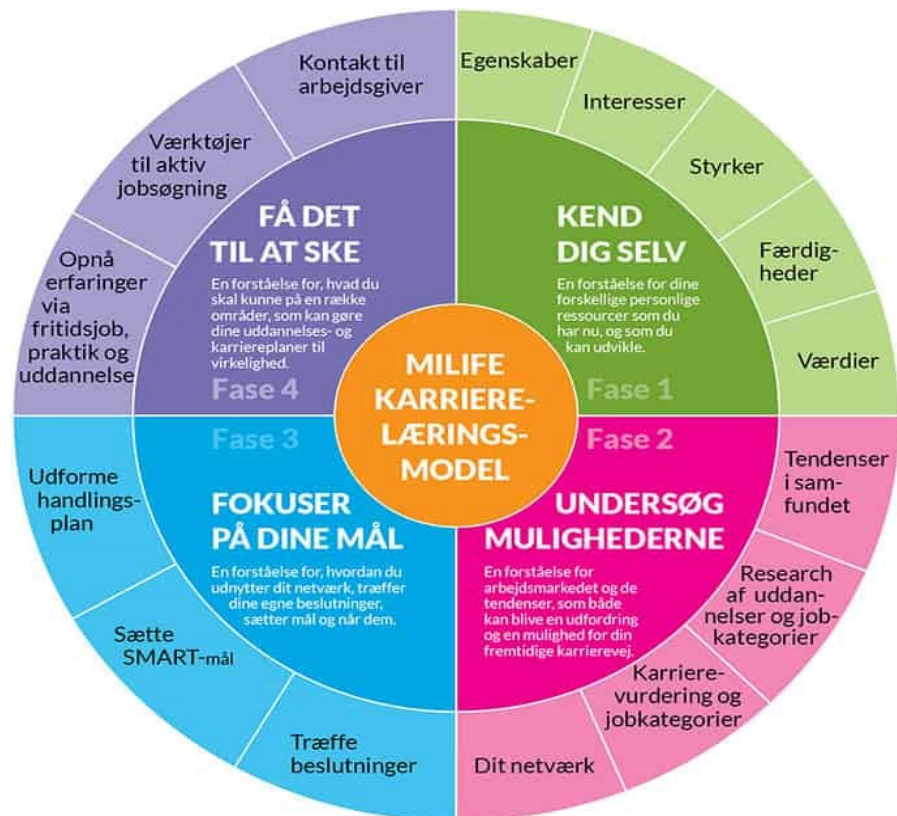 MILIFE
KARRIERE-
LÆRINGS-
MODEL
KEND
DIG SELV
En forståelse for dine
forskellige personlige
ressourcer som du
har nu, og som du
kan udvikle.
Fase 1
Egenskaber
Interesser
Styrker
Færdig-
heder
Værdier
Fase 2
UNDERSØG
MULIGHEDERNE
En forståelse for
arbejdsmarkedet og de
tendenser, som både
kan blive en udfordring
og en mulighed for din
fremtidige karrierevej.
Tendenser
i sam-
fundet
Research
af uddan-
nelser og job-
kategorier
Karriere-
vurdering og
jobkategorier
Dit netværk
Fase 3
FOKUSER
PÅ DINE MÅL
En forståelse for, hvordan du
udnytter dit netværk, træffer
dine egne beslutninger,
sætter mål og når dem.
Træffe
beslutninger
Sætte
SMART-mål
Udforme
handlings-
plan
FÅ DET
TIL AT SKE
En forståelse for, hvad du
skal kunne på en række
områder, som kan gøre
dine uddannelses- og
karriereplaner til
virkelighed.
Fase 4
Opnå
erfaringer
via
fritidsjob,
praktik og
uddannelse
Værktøjer
til aktiv
jobsøgning
Kontakt til
arbejdsgiver